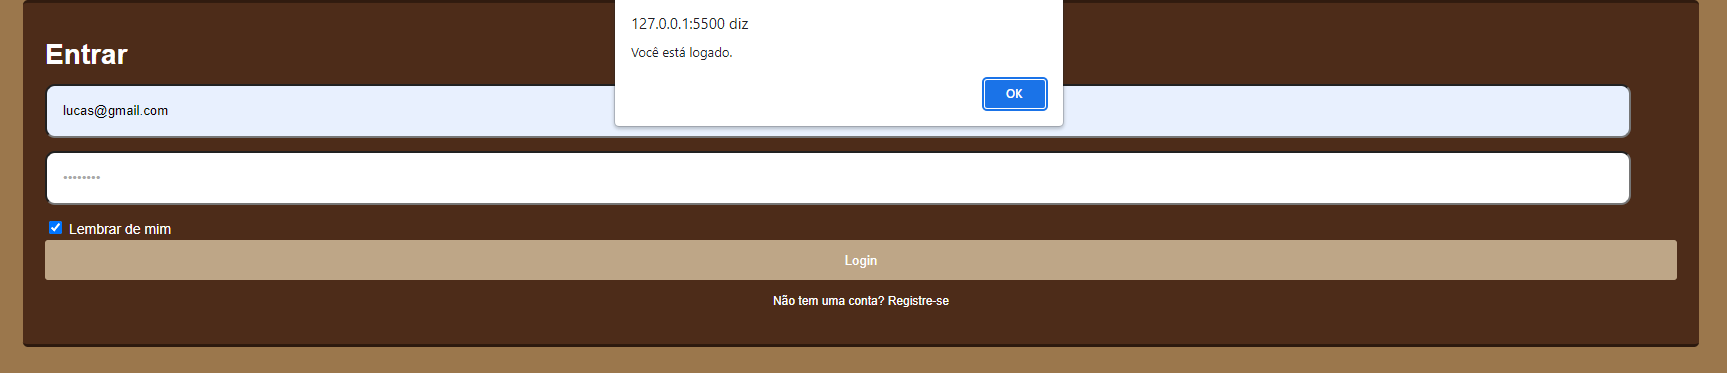 127.0.0.1:5500 diz
Você está logado.
OK
Entrar
lucas@gmail.com
••••••••
Lembrar de mim
Login
Não tem uma conta? Registre-se